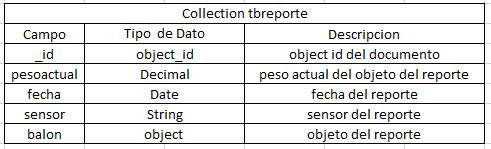 Collection tbreporte
Campo Tipo de Dato Descripcion
_id object_id object id del documento
pesoactual Decimal peso actual del objeto del reporte
fecha Date fecha del reporte
sensor String sensor del reporte
balon object objeto del reporte